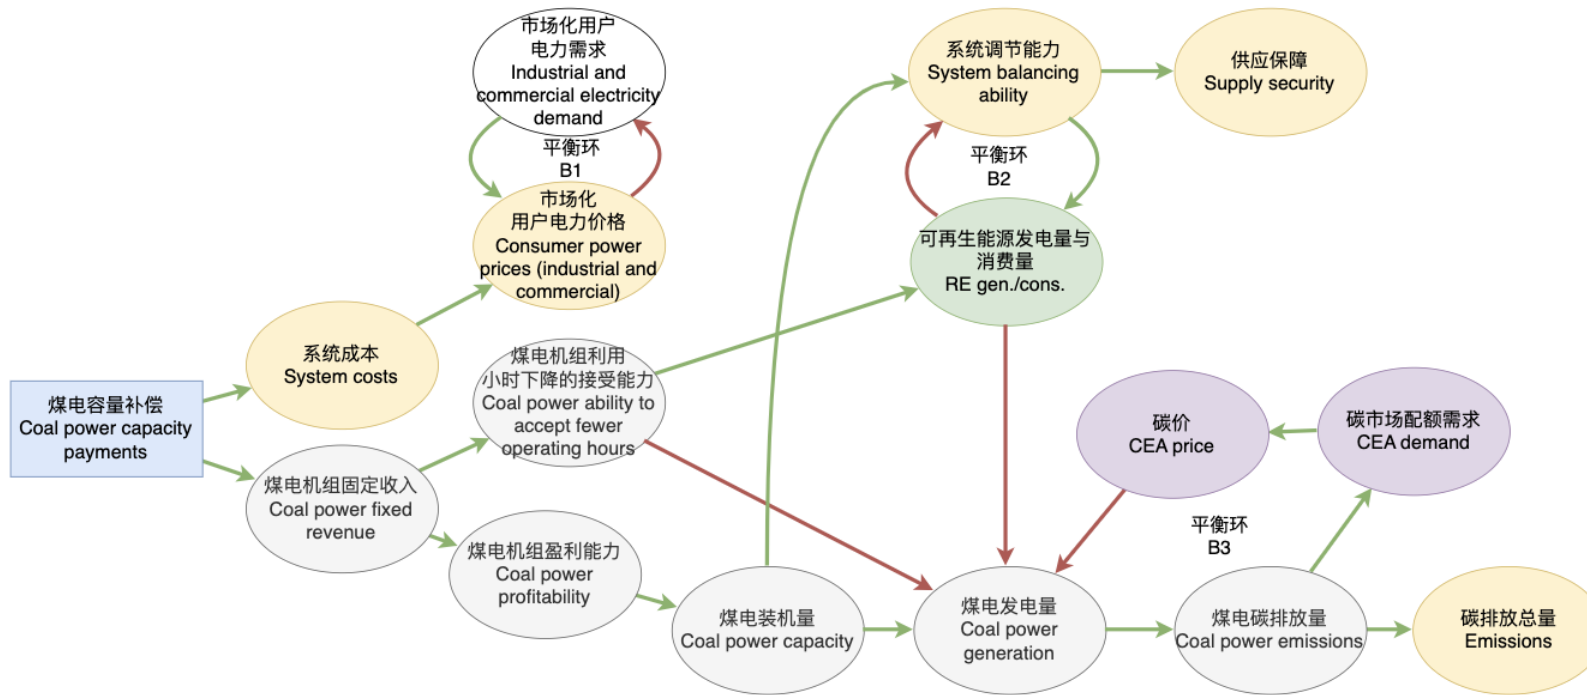 市场化用户
电力需求
Industrial and
commercial electricity
demand
平衡环
B1
市场化
用户电力价格
Consumer power
prices (industrial and
commercial)
系统调节能力
System balancing
ability
供应保障
Supply security
平衡环
B2
可再生能源发电量与
消费量
RE gen./cons.
系统成本
System costs
煤电机组利用
小时下降的接受能力
Coal power ability to
accept fewer
operating hours
煤电容量补偿
Coal power capacity
payments
碳价
CEA price
碳市场配额需求
CEA demand
煤电机组固定收入
Coal power fixed
revenue
平衡环
B3
煤电机组盈利能力
Coal power
profitability
煤电装机量
Coal power capacity
煤电发电量
Coal power
generation
煤电碳排放量
Coal power emissions
碳排放总量
Emissions